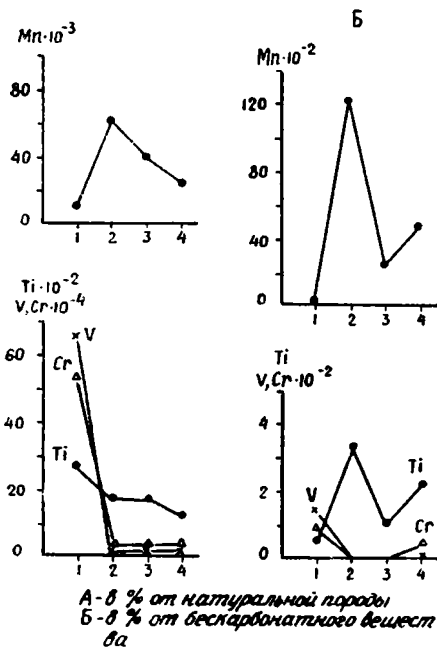 Б
Mn·10⁻³
80
40
0
1 2 3 4
Mn·10⁻²
120
80
40
0
1 2 3 4
Ti·10⁻²
V,Cr·10⁻⁴
60
40
20
0
V
Cr
Ti
1 2 3 4
Ti
V,Cr·10⁻²
4
2
0
V
Ti
Cr
1 2 3 4
А-в % от натуральной породы
Б-в % от бескарбонатного вещест
ва